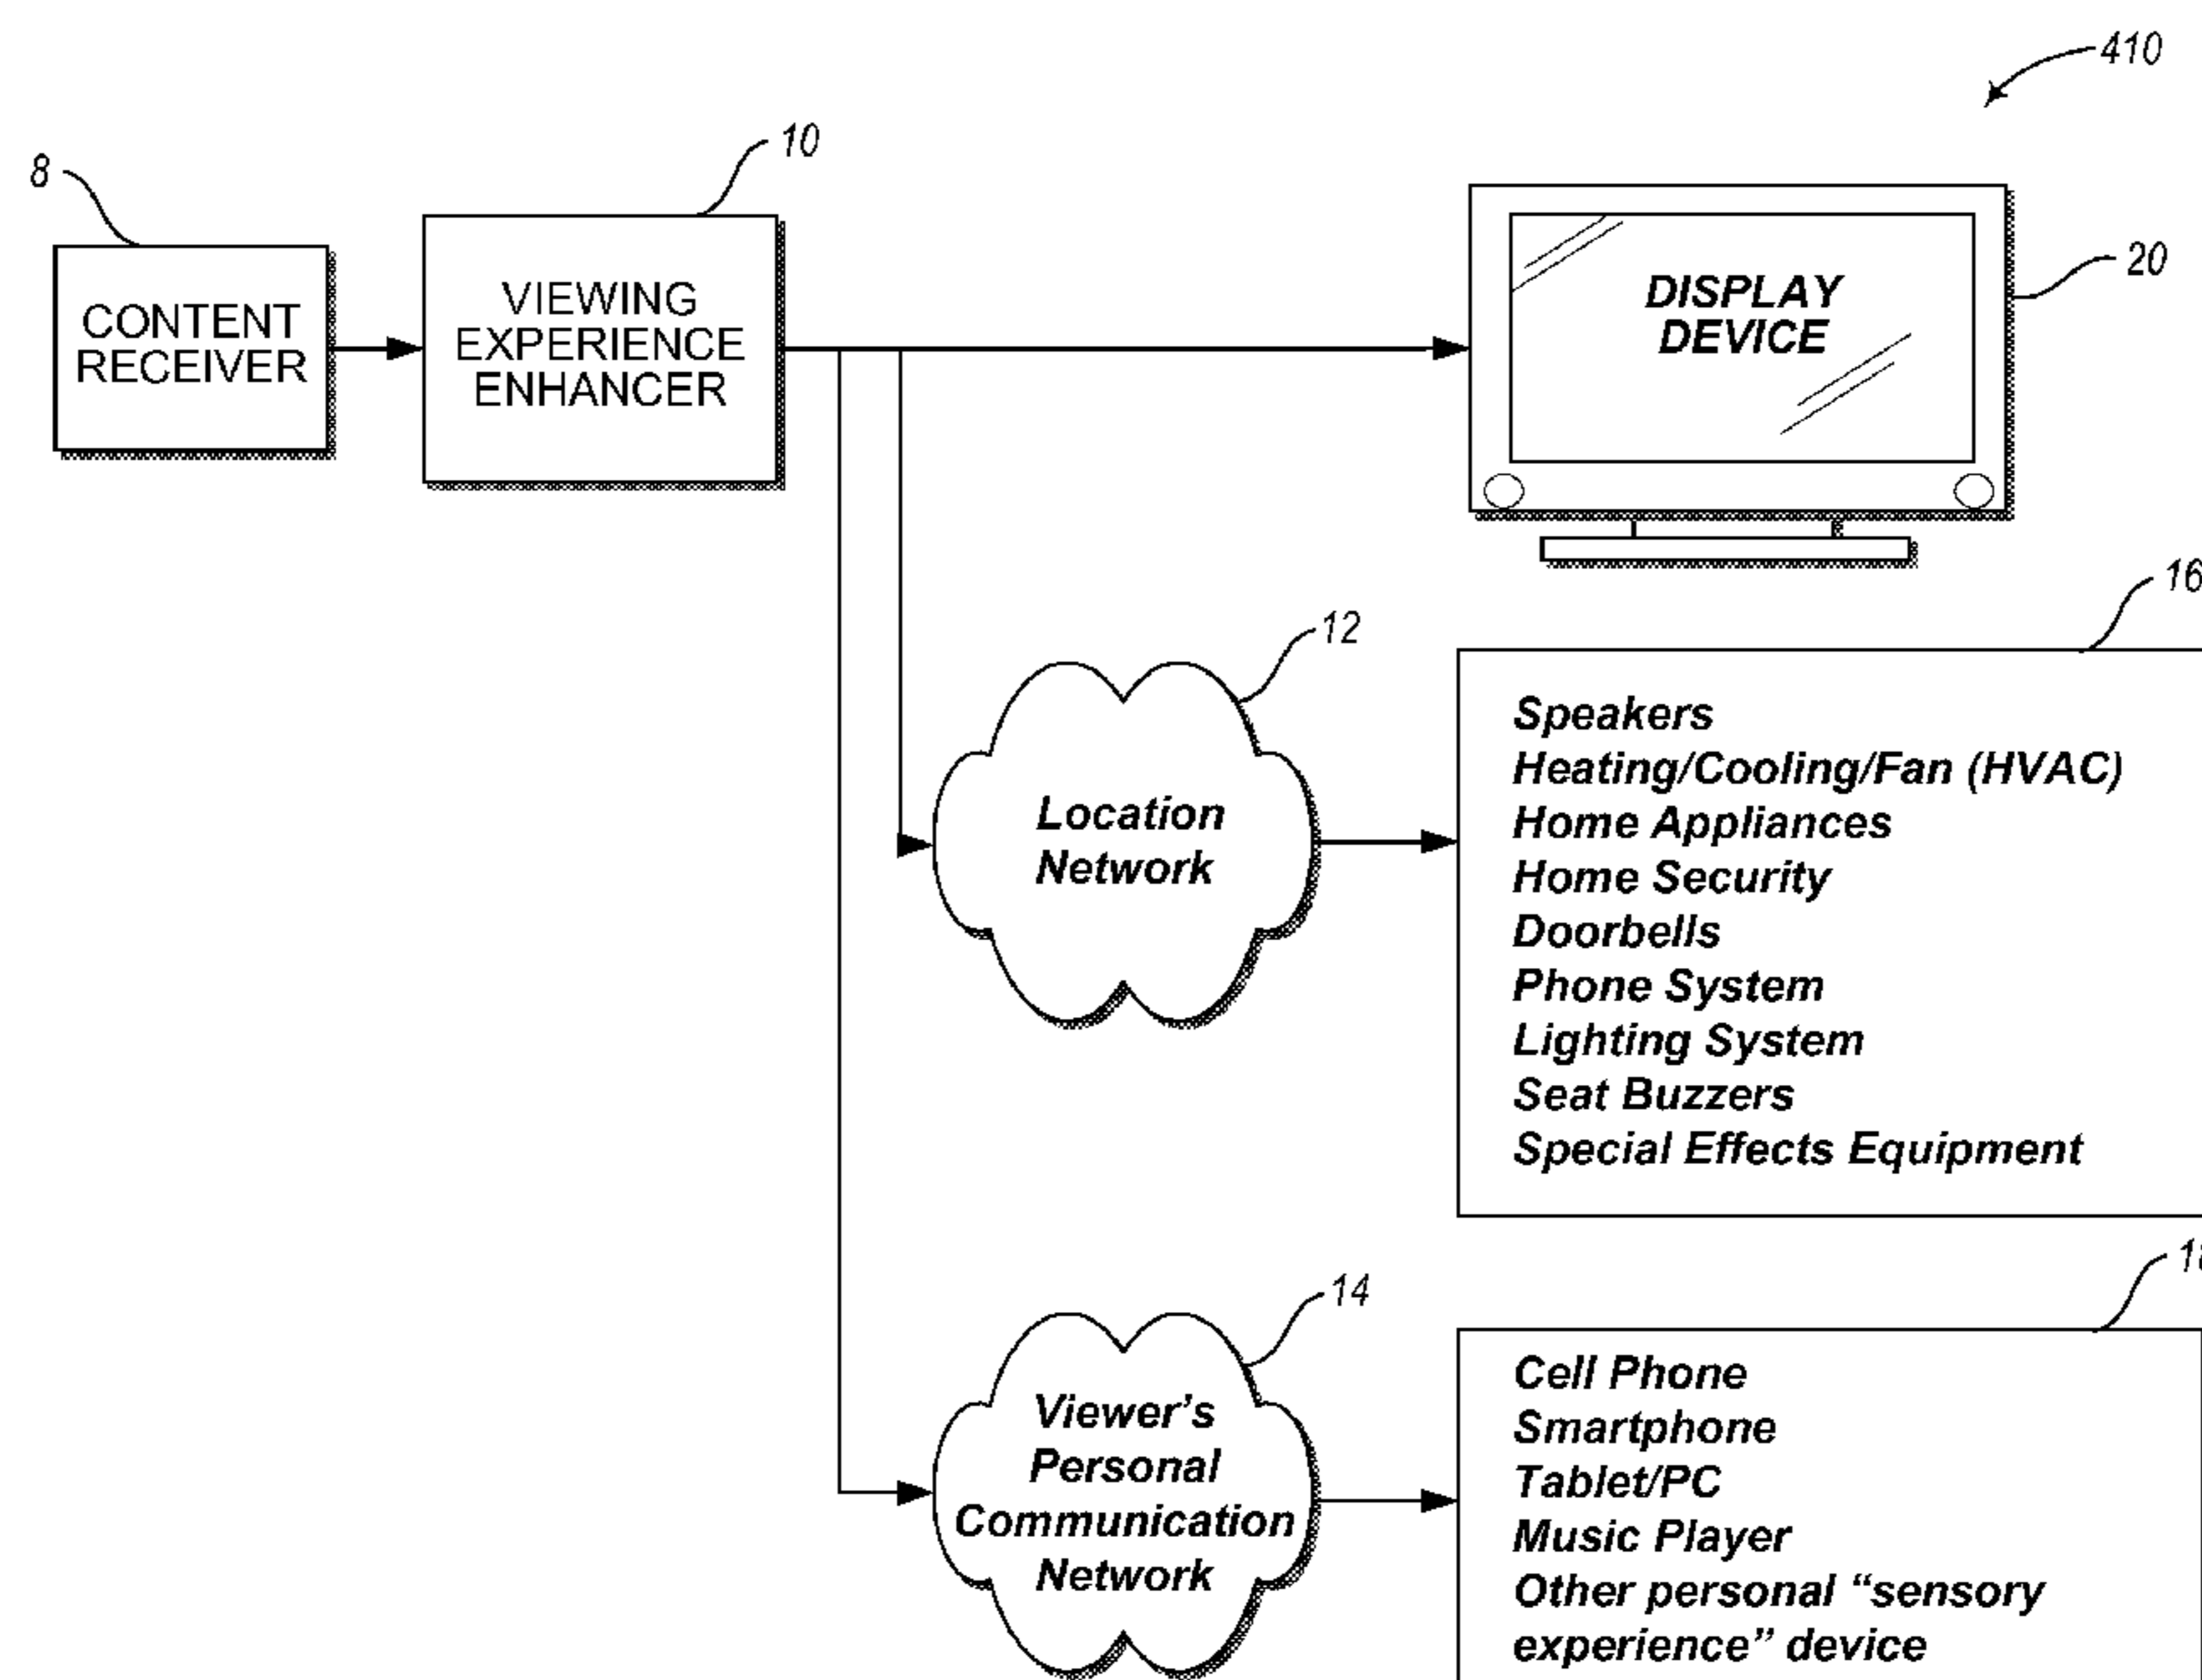 410
8
10
CONTENT
RECEIVER
VIEWING
EXPERIENCE
ENHANCER
DISPLAY
DEVICE
20
12
16
Location
Network
Speakers
Heating/Cooling/Fan (HVAC)
Home Appliances
Home Security
Doorbells
Phone System
Lighting System
Seat Buzzers
Special Effects Equipment
14
Viewer’s
Personal
Communication
Network
Cell Phone
Smartphone
Tablet/PC
Music Player
Other personal “sensory
experience” device